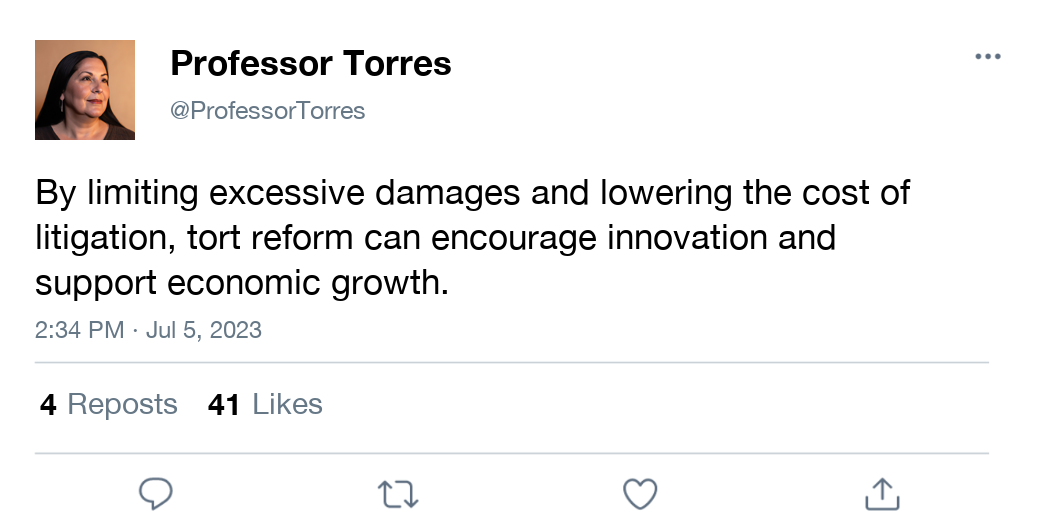 Professor Torres
@ProfessorTorres
By limiting excessive damages and lowering the cost of
litigation, tort reform can encourage innovation and
support economic growth.
2:34 PM · Jul 5, 2023
4 Reposts 41 Likes